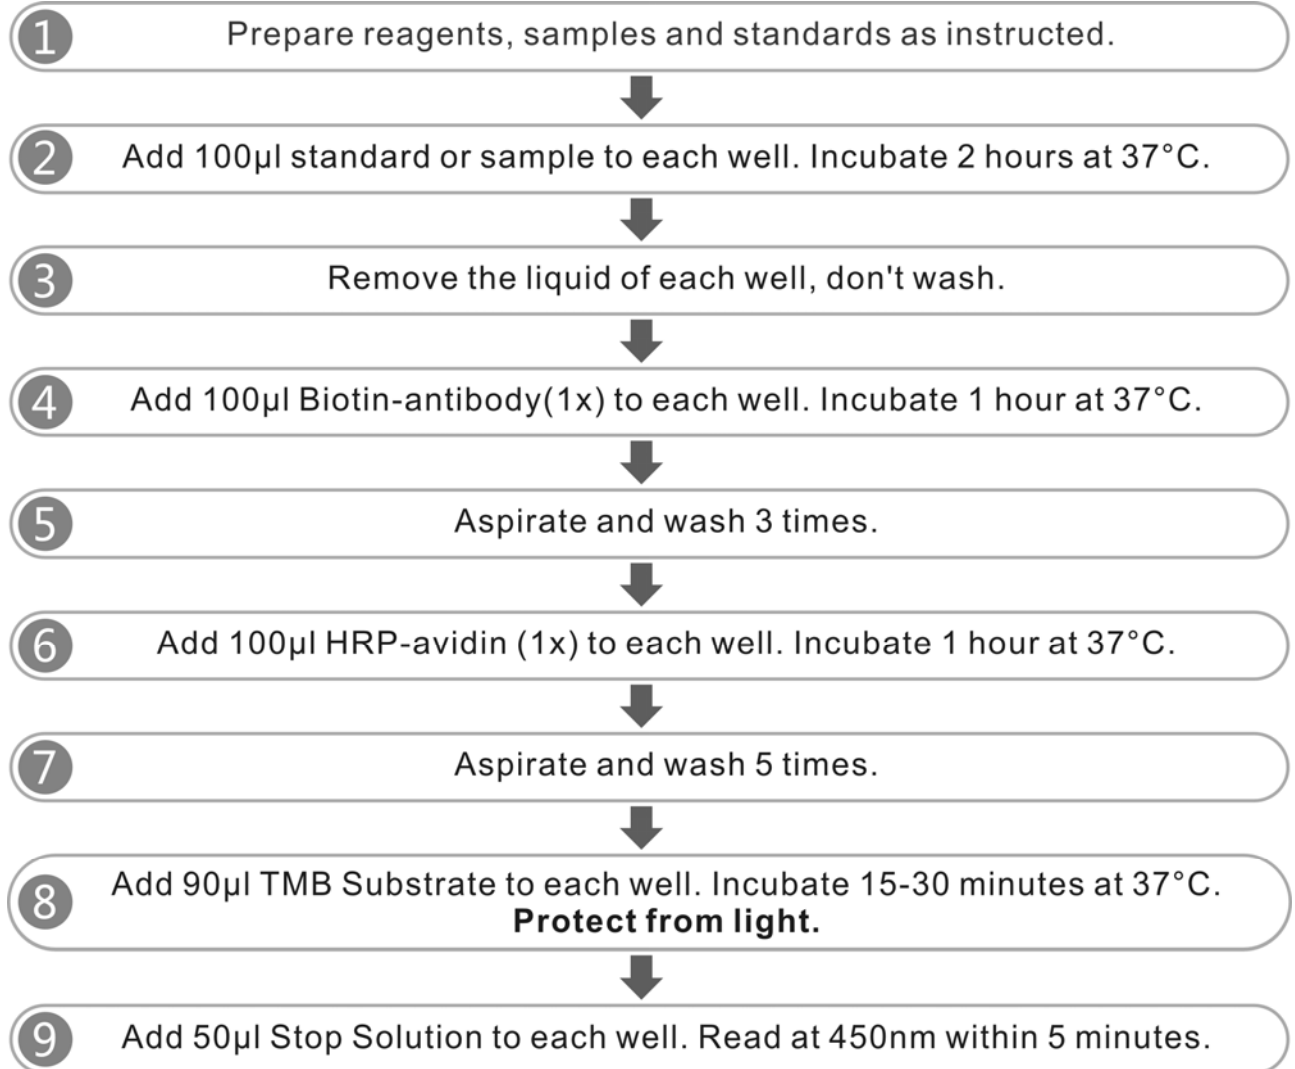 1 Prepare reagents, samples and standards as instructed.
2 Add 100µl standard or sample to each well. Incubate 2 hours at 37°C.
3 Remove the liquid of each well, don't wash.
4 Add 100µl Biotin-antibody(1x) to each well. Incubate 1 hour at 37°C.
5 Aspirate and wash 3 times.
6 Add 100µl HRP-avidin (1x) to each well. Incubate 1 hour at 37°C.
7 Aspirate and wash 5 times.
8 Add 90µl TMB Substrate to each well. Incubate 15-30 minutes at 37°C.
Protect from light.
9 Add 50µl Stop Solution to each well. Read at 450nm within 5 minutes.